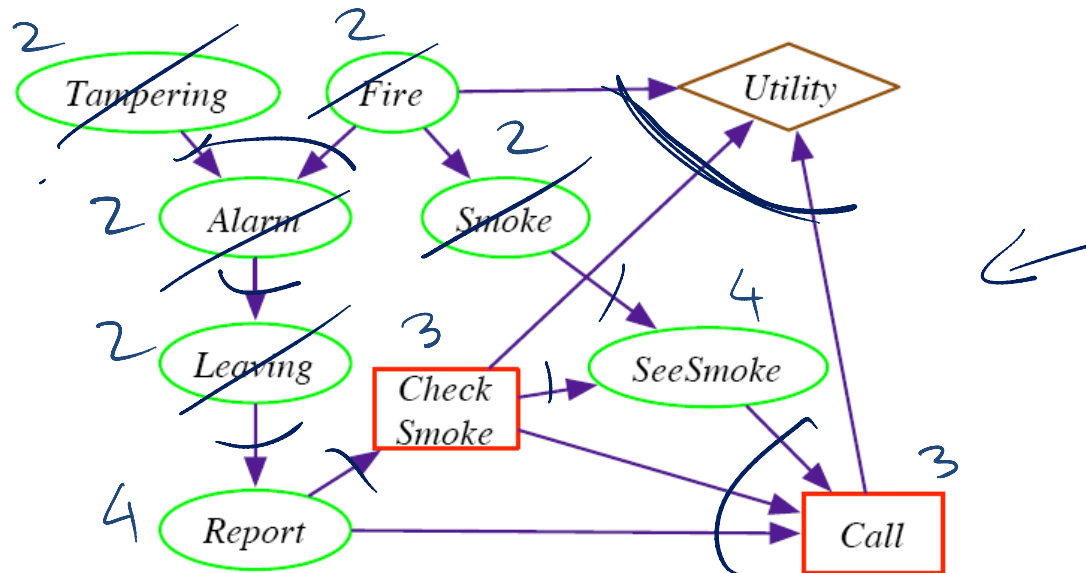 2
2
Tampering
Fire
Utility
2
2
Alarm
Smoke
4
2
3
Leaving
SeeSmoke
Check
Smoke
3
4
Report
Call